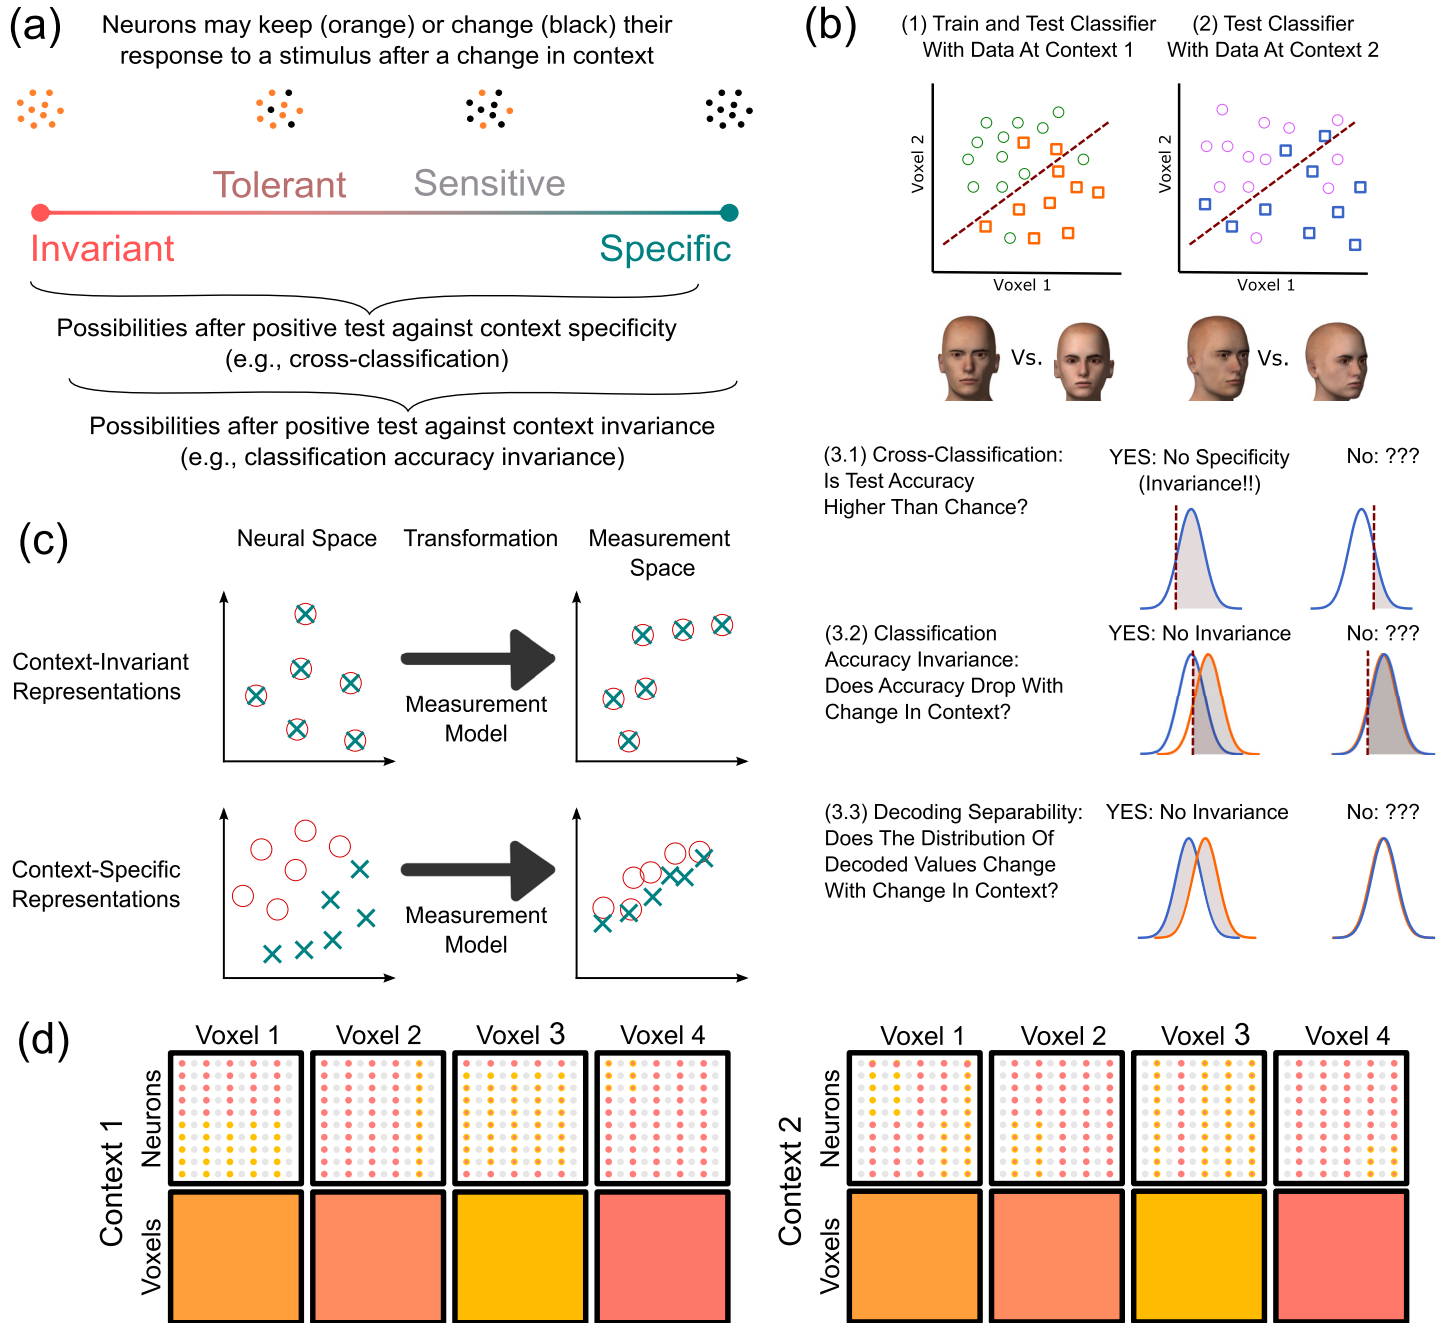 (a)
Neurons may keep (orange) or change (black) their
response to a stimulus after a change in context
Tolerant
Sensitive
Invariant
Specific
Possibilities after positive test against context specificity
(e.g., cross-classification)
Possibilities after positive test against context invariance
(e.g., classification accuracy invariance)
(b)
(1) Train and Test Classifier
With Data At Context 1
(2) Test Classifier
With Data At Context 2
Voxel 2
Voxel 1
Voxel 2
Voxel 1
Vs.
Vs.
(3.1) Cross-Classification:
Is Test Accuracy
Higher Than Chance?
YES: No Specificity
(Invariance!!)
No: ???
(3.2) Classification
Accuracy Invariance:
Does Accuracy Drop With
Change In Context?
YES: No Invariance
No: ???
(3.3) Decoding Separability:
Does The Distribution Of
Decoded Values Change
With Change In Context?
YES: No Invariance
No: ???
(c)
Neural Space
Transformation
Measurement
Space
Context-Invariant
Representations
Measurement
Model
Context-Specific
Representations
Measurement
Model
(d)
Voxel 1
Voxel 2
Voxel 3
Voxel 4
Context 1
Neurons
Voxels
Voxel 1
Voxel 2
Voxel 3
Voxel 4
Context 2
Neurons
Voxels